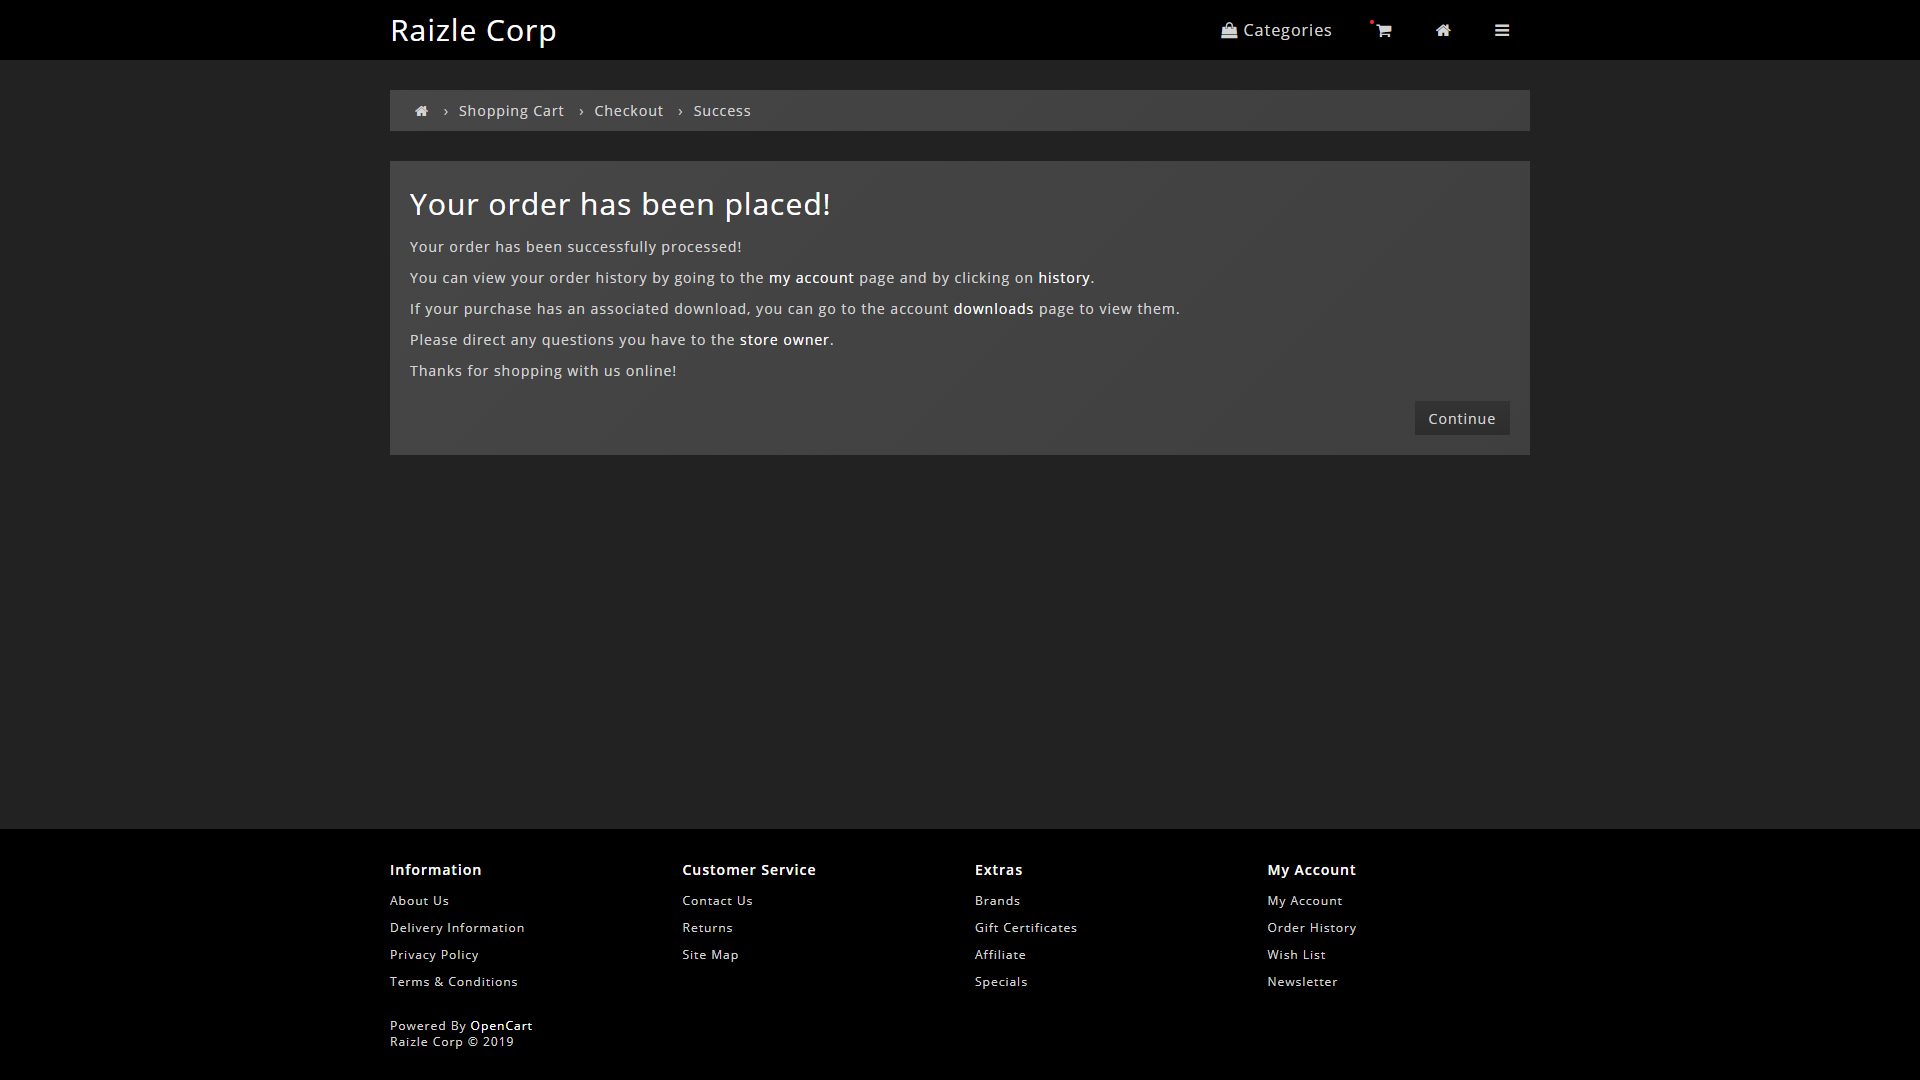 Raizle Corp
Categories
› Shopping Cart › Checkout › Success
Your order has been placed!
Your order has been successfully processed!
You can view your order history by going to the my account page and by clicking on history.
If your purchase has an associated download, you can go to the account downloads page to view them.
Please direct any questions you have to the store owner.
Thanks for shopping with us online!
Continue
Information
About Us
Delivery Information
Privacy Policy
Terms & Conditions
Customer Service
Contact Us
Returns
Site Map
Extras
Brands
Gift Certificates
Affiliate
Specials
My Account
My Account
Order History
Wish List
Newsletter
Powered By OpenCart
Raizle Corp © 2019